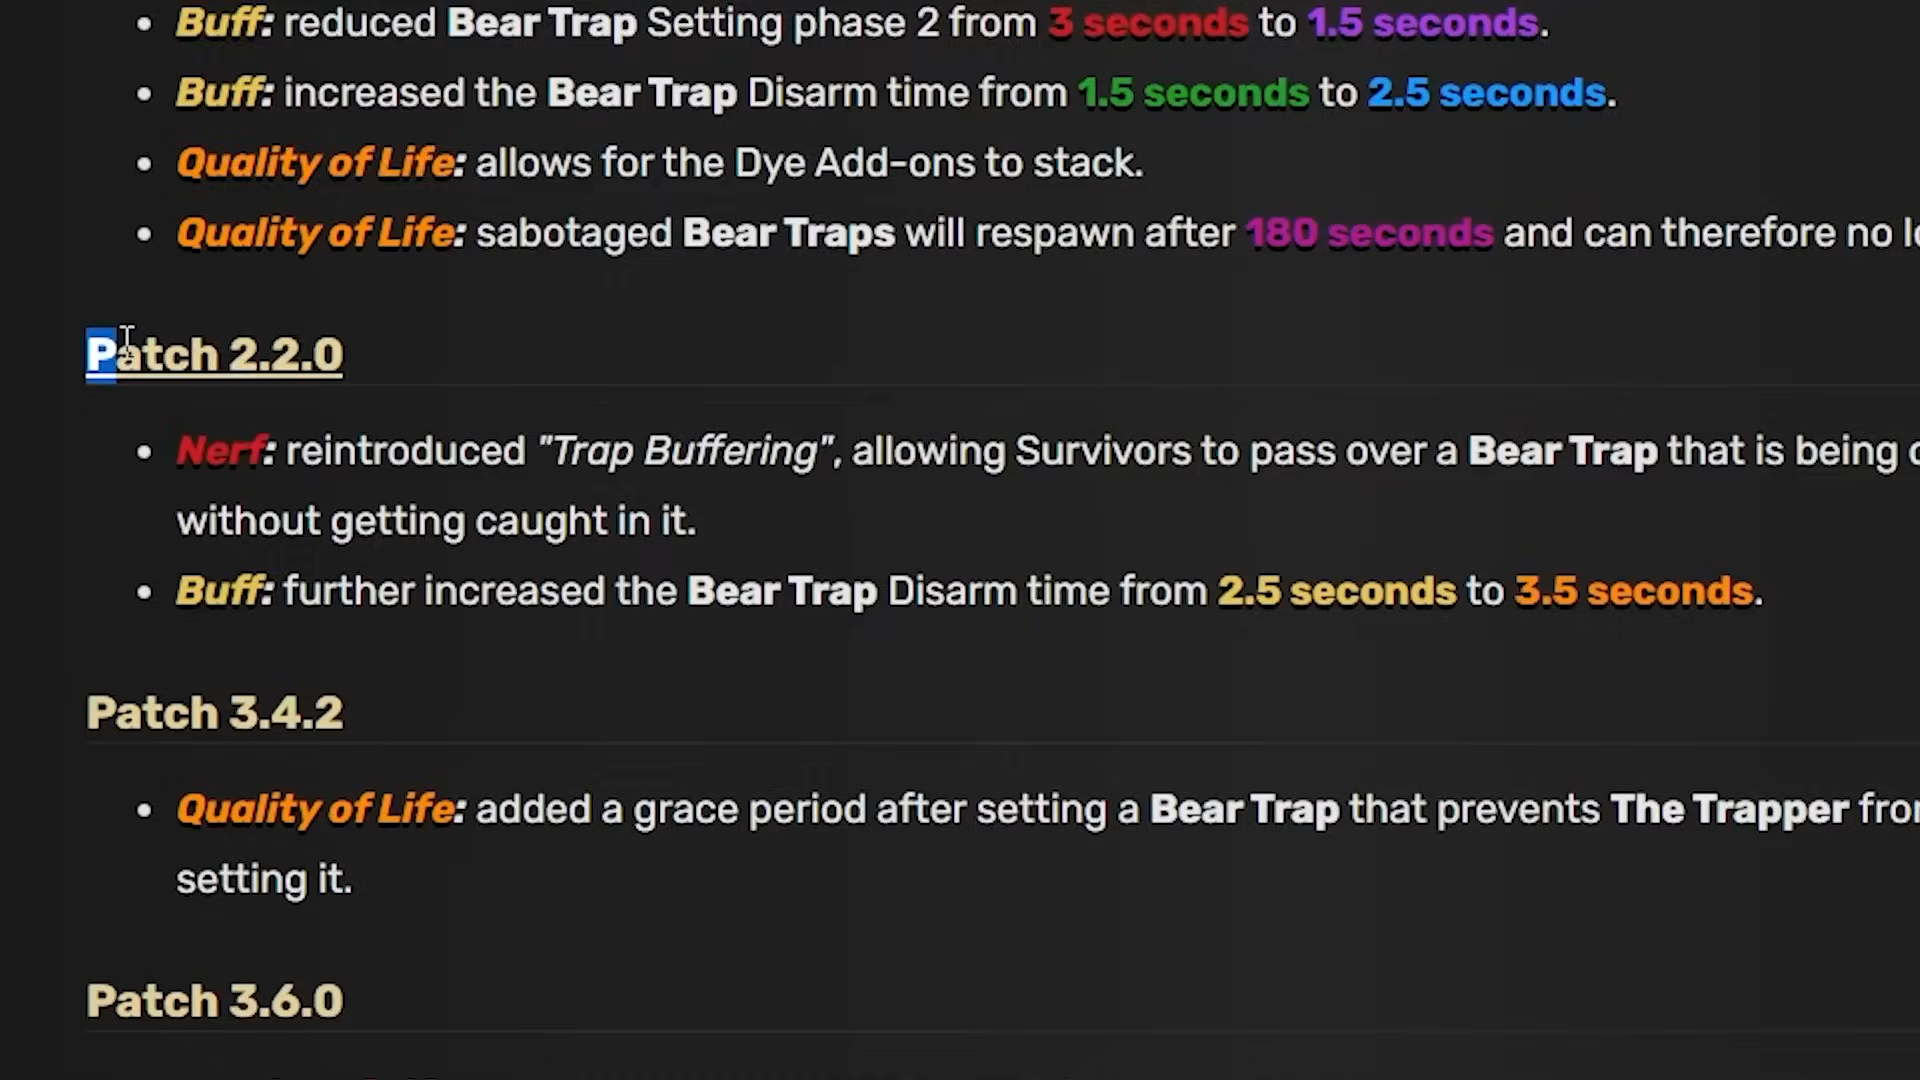 Buff: reduced Bear Trap Setting phase 2 from 3 seconds to 1.5 seconds.
Buff: increased the Bear Trap Disarm time from 1.5 seconds to 2.5 seconds.
Quality of Life: allows for the Dye Add-ons to stack.
Quality of Life: sabotaged Bear Traps will respawn after 180 seconds and can therefore no
Patch 2.2.0
Nerf: reintroduced "Trap Buffering", allowing Survivors to pass over a Bear Trap that is being
without getting caught in it.
Buff: further increased the Bear Trap Disarm time from 2.5 seconds to 3.5 seconds.
Patch 3.4.2
Quality of Life: added a grace period after setting a Bear Trap that prevents The Trapper
setting it.
Patch 3.6.0